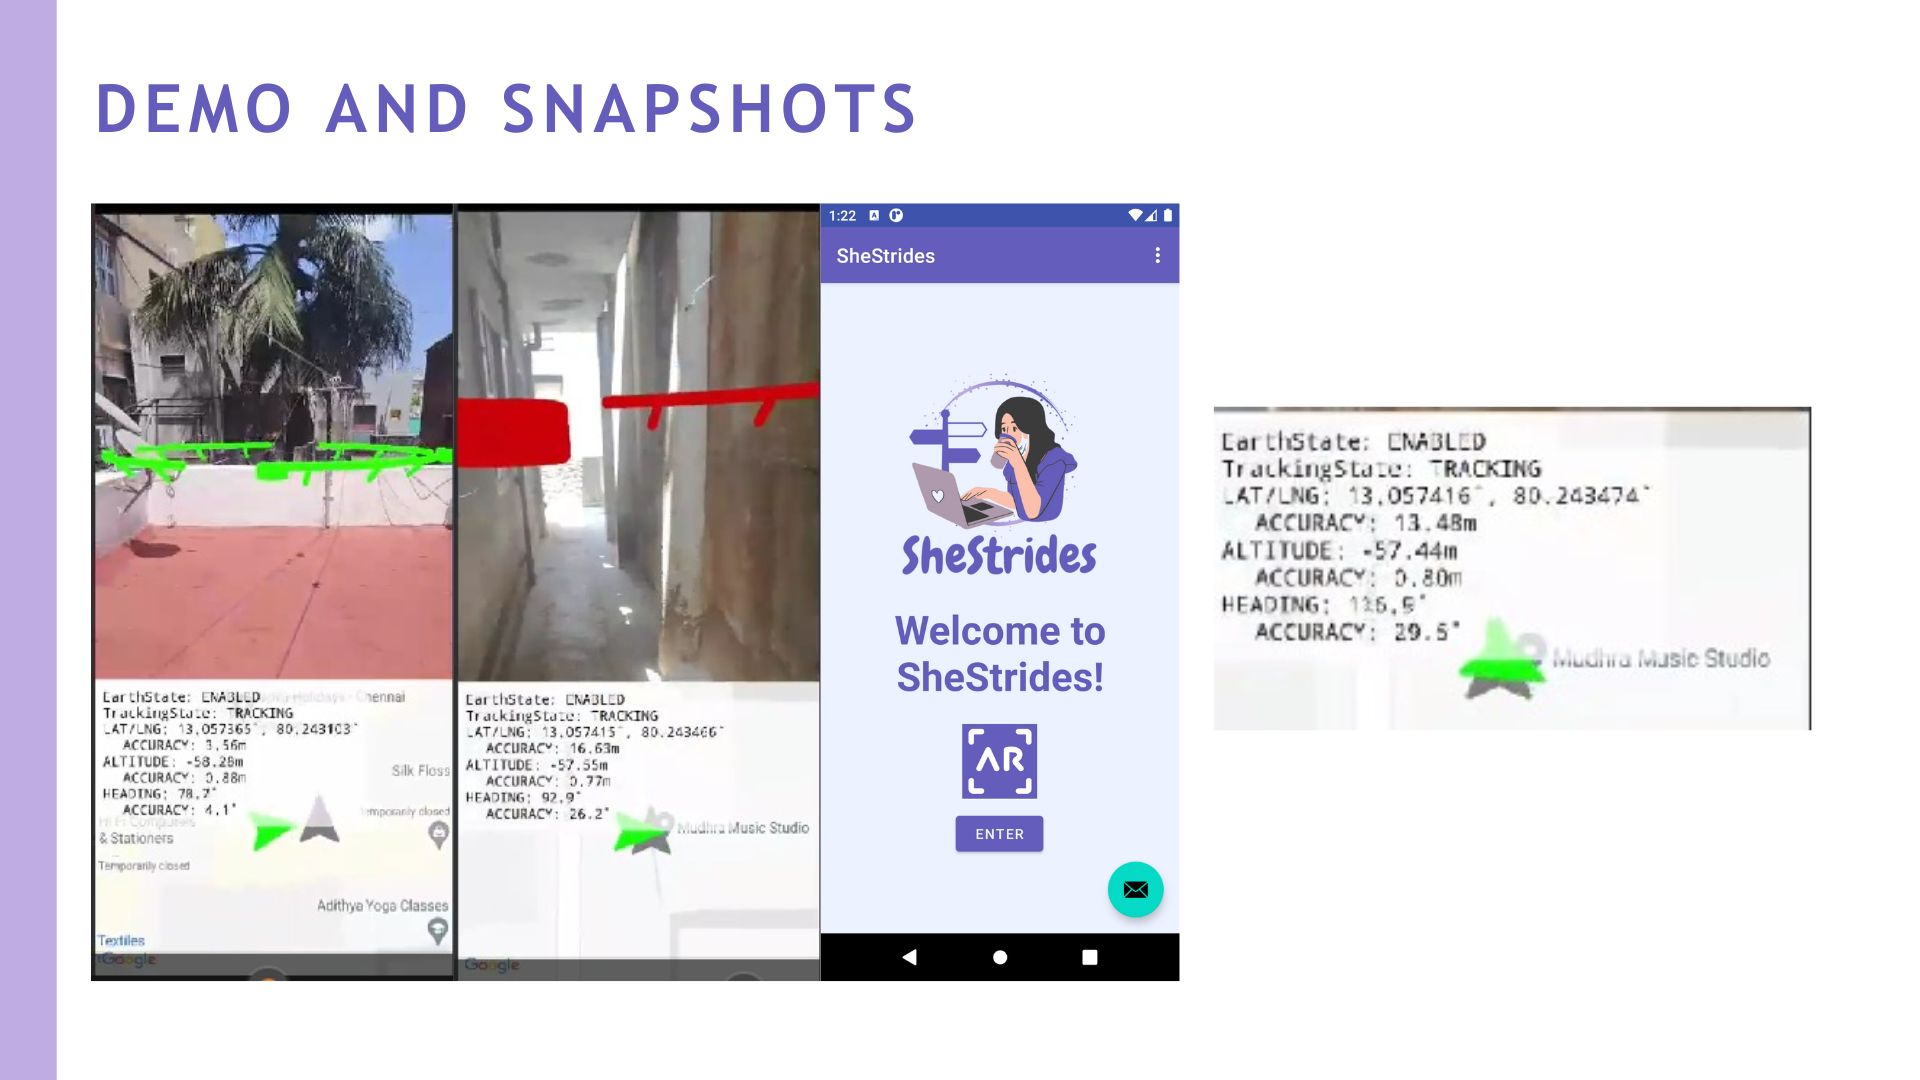 DEMO AND SNAPSHOTS
EarthState: ENABLED
Chennai
TrackingState: TRACKING
LAT/LNG: 13.057365°, 80.243103°
ACCURACY: 3.56m
ALTITUDE: -58.28m
ACCURACY: 0.88m
HEADING: 78.7°
ACCURACY: 4.1°
Silk Floss
Temporarily closed
Computers
& Stationers
Temporarily closed
Adithya Yoga Classes
Textiles
Google
EarthState: ENABLED
TrackingState: TRACKING
LAT/LNG: 13.057415°, 80.243466°
ACCURACY: 16.63m
ALTITUDE: -57.55m
ACCURACY: 0.77m
HEADING: 92.9°
ACCURACY: 26.2°
Mudhra Music Studio
Google
1:22
SheStrides
SheStrides
Welcome to
SheStrides!
AR
ENTER
EarthState: ENABLED
TrackingState: TRACKING
LAT/LNG: 13.057416°, 80.243474°
ACCURACY: 13.48m
ALTITUDE: -57.44m
ACCURACY: 0.80m
HEADING:
ACCURACY: 29.5°
Mudhra Music Studio